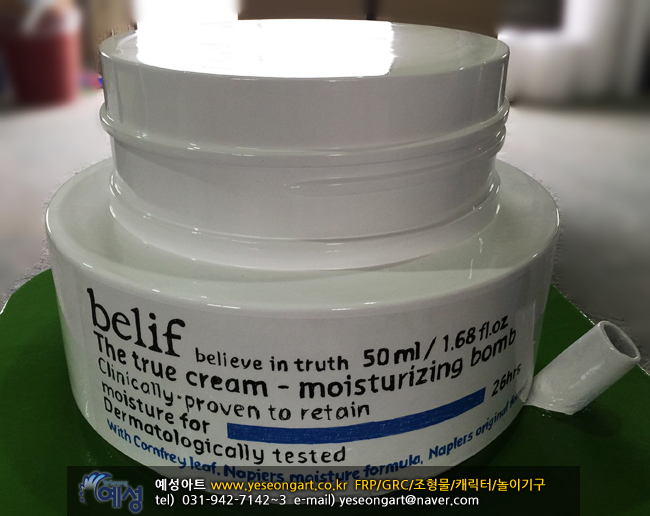 belif believe in truth 50ml / 1.68 fl.oz
The true cream - moisturizing bomb
Clinically-proven to retain
moisture for 26hrs
Dermatologically tested
With Comfrey leaf, Napiers moisture formula, Napiers original
예성
예성아트 www.yeseongart.co.kr FRP/GRC/조형물/캐릭터/놀이기구
tel) 031-942-7142~3 e-mail) yeseongart@naver.com